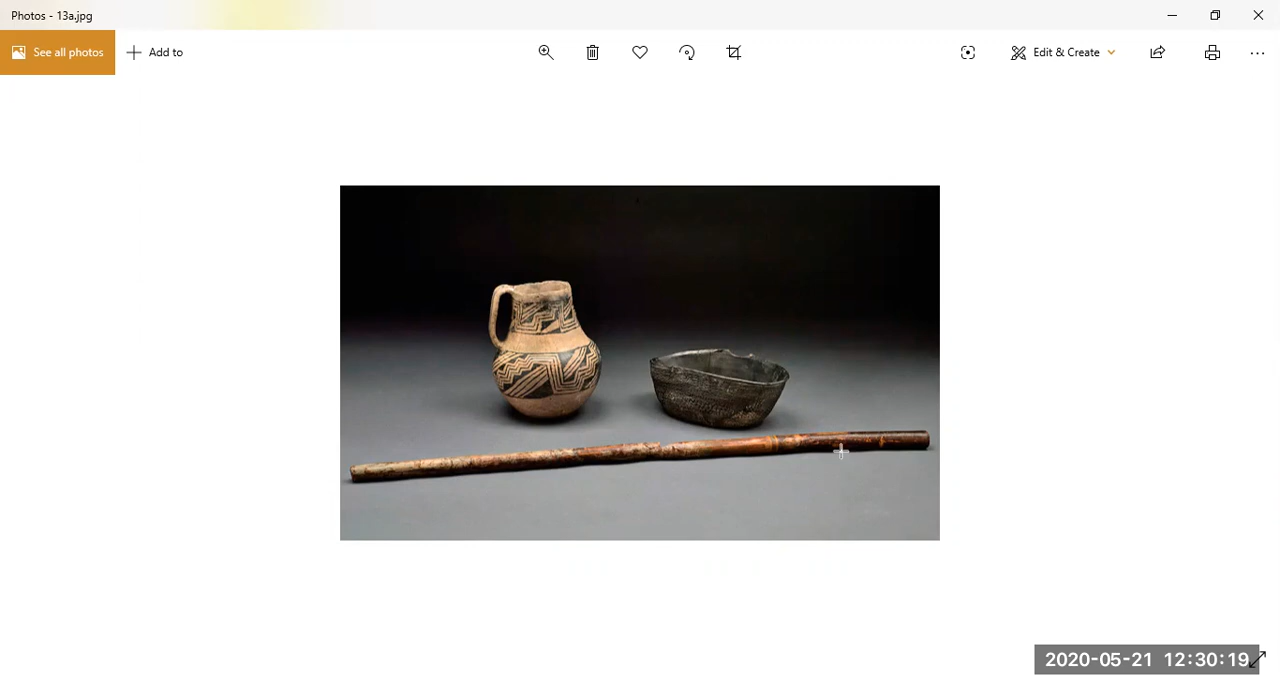 Photos - 13a.jpg
See all photos
Add to
Edit & Create
2020-05-21 12:30:19